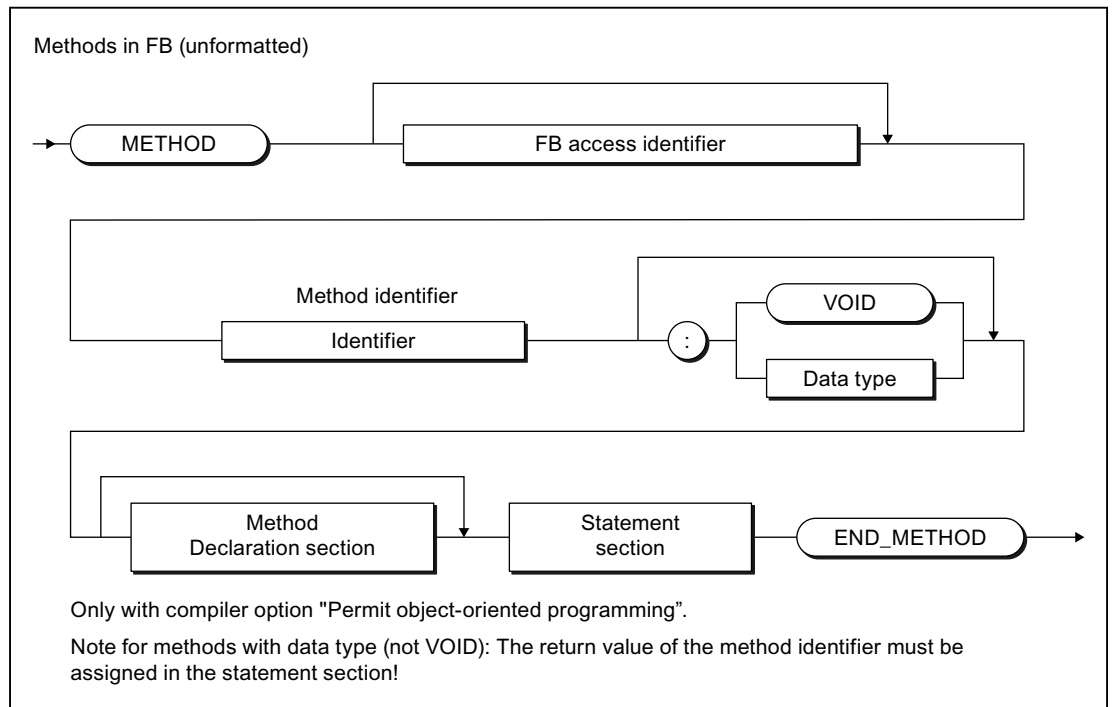 Methods in FB (unformatted)
METHOD
FB access identifier
Method identifier
Identifier
:
VOID
Data type
Method
Declaration section
Statement
section
END_METHOD
Only with compiler option "Permit object-oriented programming”.
Note for methods with data type (not VOID): The return value of the method identifier must be
assigned in the statement section!